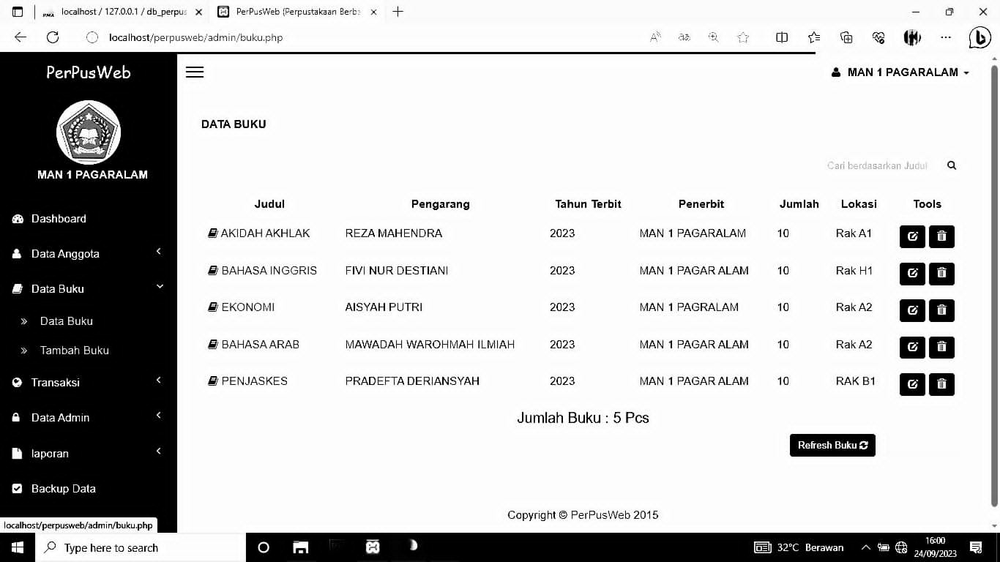 localhost / 127.0.0.1 / db_perpus
PerPusWeb (Perpustakaan Berba
localhost/perpusweb/admin/buku.php
PerPusWeb
MAN 1 PAGARALAM
MAN 1 PAGARALAM
Dashboard
Data Anggota
Data Buku
Data Buku
Tambah Buku
Transaksi
Data Admin
laporan
Backup Data
DATA BUKU
Cari berdasarkan Judul
Judul Pengarang Tahun Terbit Penerbit Jumlah Lokasi Tools
AKIDAH AKHLAK REZA MAHENDRA 2023 MAN 1 PAGARALAM 10 Rak A1
BAHASA INGGRIS FIVI NUR DESTIANI 2023 MAN 1 PAGAR ALAM 10 Rak H1
EKONOMI AISYAH PUTRI 2023 MAN 1 PAGRALAM 10 Rak A2
BAHASA ARAB MAWADAH WAROHMAH ILMIAH 2023 MAN 1 PAGAR ALAM 10 Rak A2
PENJASKES PRADEFTA DERIANSYAH 2023 MAN 1 PAGAR ALAM 10 RAK B1
Jumlah Buku : 5 Pcs
Refresh Buku
Copyright © PerPusWeb 2015
localhost/perpusweb/admin/buku.php
Type here to search
32°C Berawan
16:00
24/09/2023